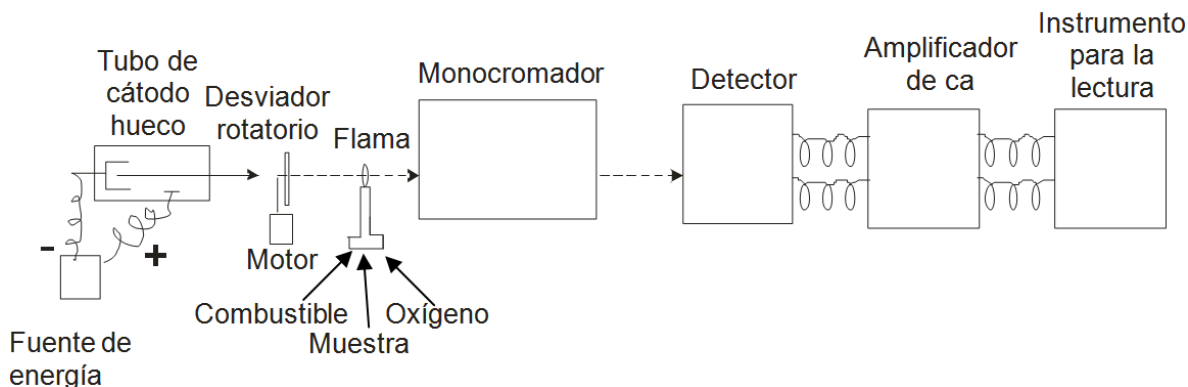 Tubo de
cátodo
hueco
Desviador
rotatorio
Flama
Monocromador
Detector
Amplificador
de ca
Instrumento
para la
lectura
-
+
Motor
Combustible
Muestra
Oxígeno
Fuente de
energía